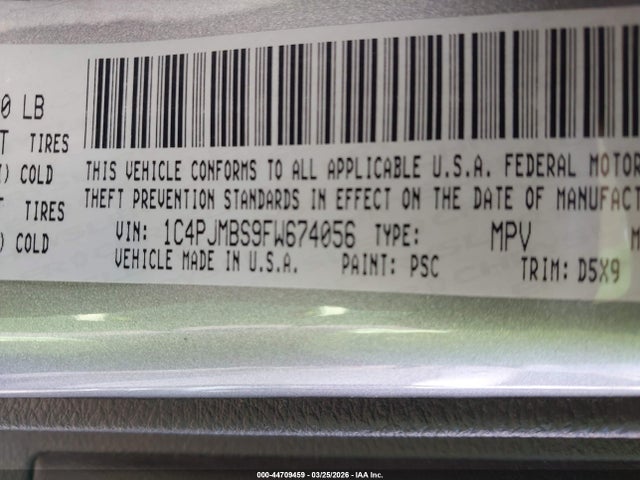 0 LB
T TIRES
) COLD
T TIRES
) COLD
THIS VEHICLE CONFORMS TO ALL APPLICABLE U.S.A. FEDERAL MOTOR
THEFT PREVENTION STANDARDS IN EFFECT ON THE DATE OF MANUFACT
VIN: 1C4PJMBS9FW674056 TYPE: MPV M
VEHICLE MADE IN U.S.A. PAINT: PSC TRIM: D5X9
000-44709459 | 03/25/2026 - IAA Inc.